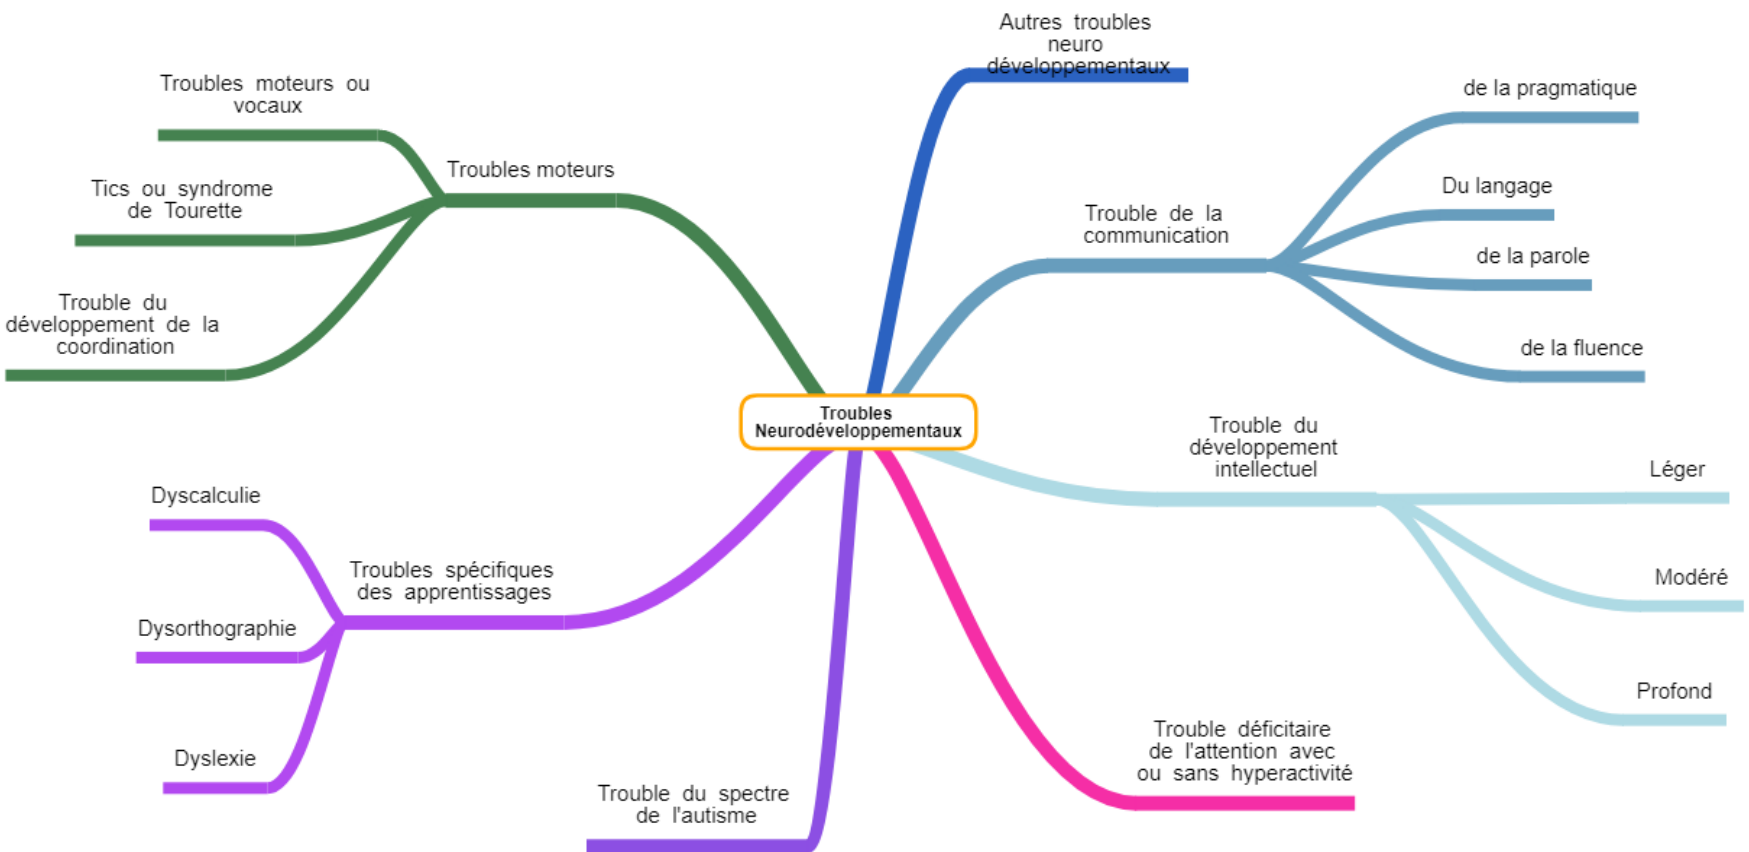 Autres troubles
neuro
développementaux
Troubles moteurs ou
vocaux
Troubles moteurs
Tics ou syndrome
de Tourette
Trouble du
développement de la
coordination
de la pragmatique
Du langage
Trouble de la
communication
de la parole
de la fluence
Troubles
Neurodéveloppementaux
Trouble du
développement
intellectuel
Léger
Modéré
Profond
Dyscalculie
Troubles spécifiques
des apprentissages
Dysorthographie
Dyslexie
Trouble du spectre
de l'autisme
Trouble déficitaire
de l'attention avec
ou sans hyperactivité